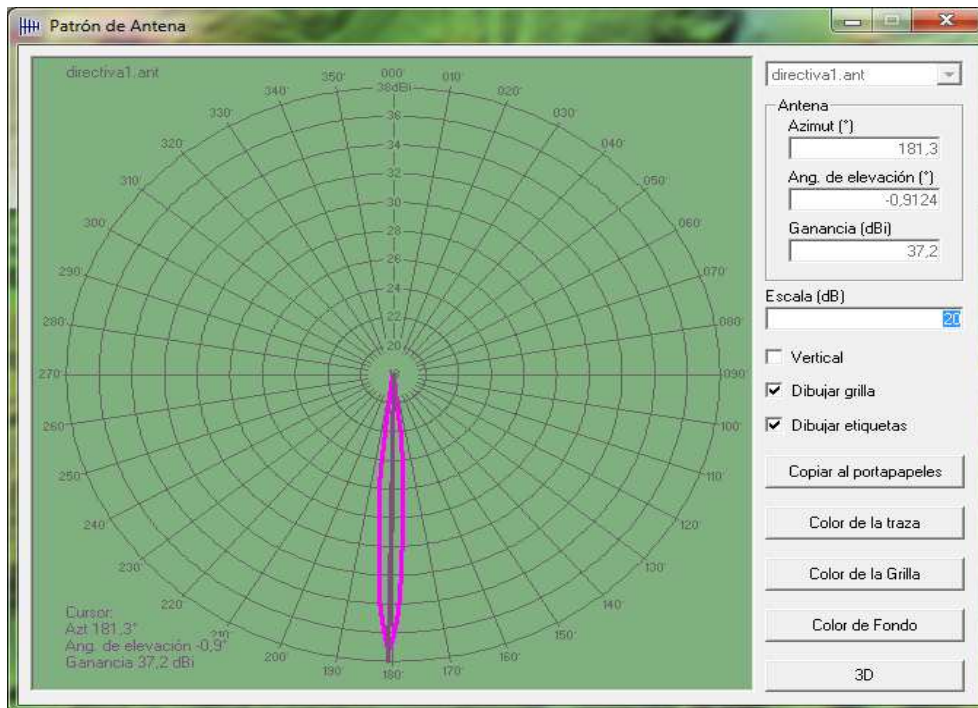 Patrón de Antena
directiva1.ant
000'
010'
020'
030'
040'
050'
060'
070'
080'
090'
100'
110'
120'
130'
140'
150'
160'
170'
180'
190'
200'
210'
220'
230'
240'
250'
260'
270'
280'
290'
300'
310'
320'
330'
340'
350'
38dBi
36
34
32
30
28
26
24
22
20
Cursor:
Azt 181,3°
Ang. de elevación -0,9°
Ganancia 37,2 dBi
directiva1.ant
Antena
Azimut (°)
181,3
Ang. de elevación (°)
-0,9124
Ganancia (dBi)
37,2
Escala (dB)
20
Vertical
Dibujar grilla
Dibujar etiquetas
Copiar al portapapeles
Color de la traza
Color de la Grilla
Color de Fondo
3D